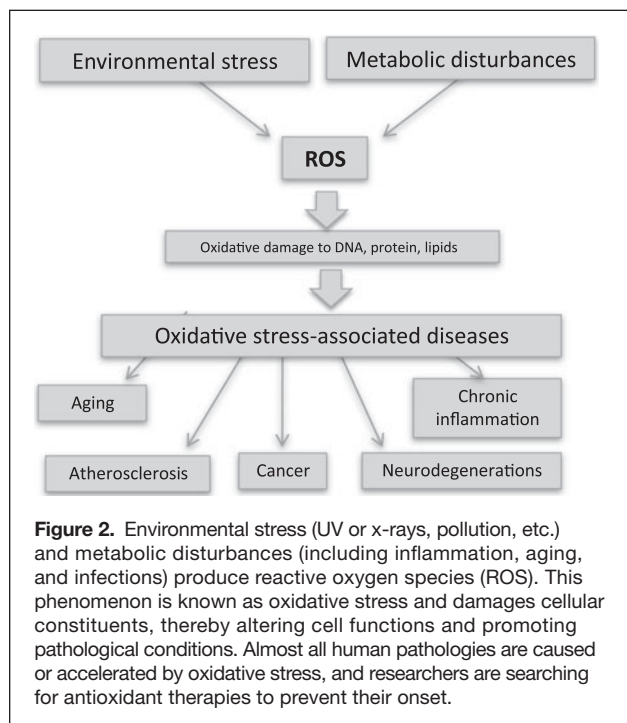 Environmental stress
Metabolic disturbances
ROS
Oxidative damage to DNA, protein, lipids
Oxidative stress-associated diseases
Aging
Chronic
inflammation
Atherosclerosis
Cancer
Neurodegenerations
Figure 2. Environmental stress (UV or x-rays, pollution, etc.)
and metabolic disturbances (including inflammation, aging,
and infections) produce reactive oxygen species (ROS). This
phenomenon is known as oxidative stress and damages cellular
constituents, thereby altering cell functions and promoting
pathological conditions. Almost all human pathologies are caused
or accelerated by oxidative stress, and researchers are searching
for antioxidant therapies to prevent their onset.